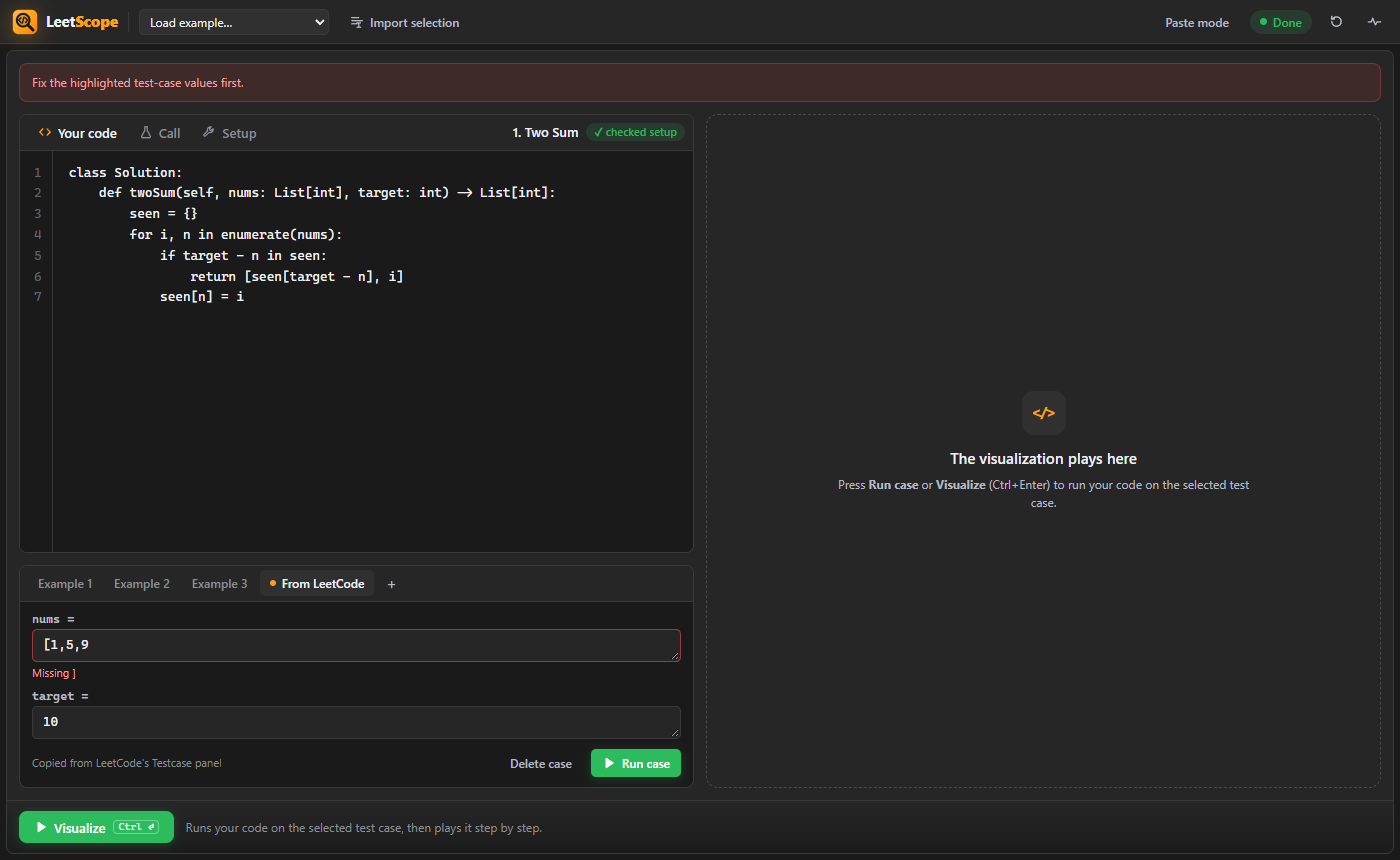 LeetScope
Load example...
Import selection
Paste mode
Done
Fix the highlighted test-case values first.
<> Your code
Call
Setup
1. Two Sum
✓ checked setup
1 class Solution:
2     def twoSum(self, nums: List[int], target: int) -> List[int]:
3         seen = {}
4         for i, n in enumerate(nums):
5             if target - n in seen:
6                 return [seen[target - n], i]
7             seen[n] = i
</>
The visualization plays here
Press Run case or Visualize (Ctrl+Enter) to run your code on the selected test
case.
Example 1
Example 2
Example 3
From LeetCode
+
nums =
[1,5,9
Missing ]
target =
10
Copied from LeetCode's Testcase panel
Delete case
Run case
Visualize Ctrl ⏎
Runs your code on the selected test case, then plays it step by step.